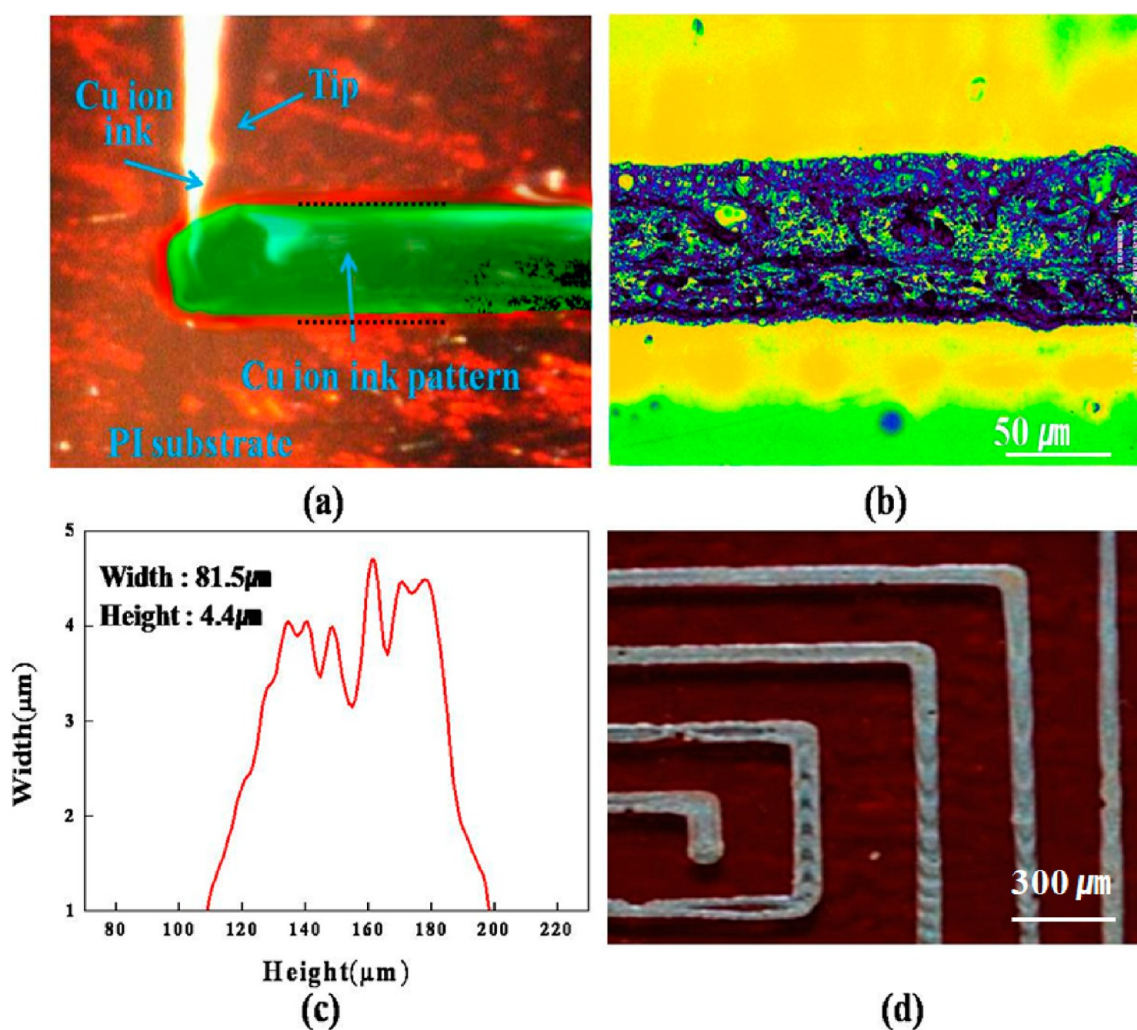 Cu ion
ink
Tip
Cu ion ink pattern
PI substrate
(a)
50 μm
(b)
5
4
3
2
1
Width(μm)
Width : 81.5μm
Height : 4.4μm
80 100 120 140 160 180 200 220
Height(μm)
(c)
300 μm
(d)